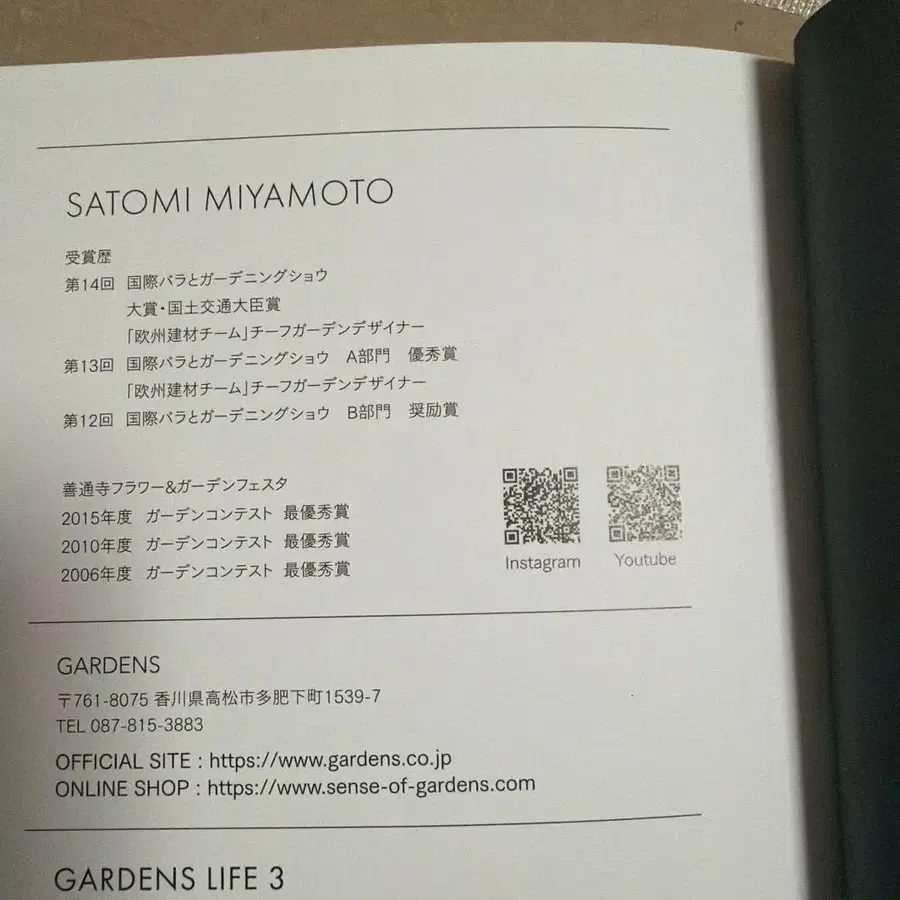 SATOMI MIYAMOTO
受賞歴
第14回 国際バラとガーデニングショウ
大賞・国土交通大臣賞
「欧州建材チーム」チーフガーデンデザイナー
第13回 国際バラとガーデニングショウ A部門 優秀賞
「欧州建材チーム」チーフガーデンデザイナー
第12回 国際バラとガーデニングショウ B部門 奨励賞
善通寺フラワー&ガーデンフェスタ
2015年度 ガーデンコンテスト 最優秀賞
2010年度 ガーデンコンテスト 最優秀賞
2006年度 ガーデンコンテスト 最優秀賞
Instagram Youtube
GARDENS
〒761-8075 香川県高松市多肥下町1539-7
TEL 087-815-3883
OFFICIAL SITE : https://www.gardens.co.jp
ONLINE SHOP : https://www.sense-of-gardens.com
GARDENS LIFE 3